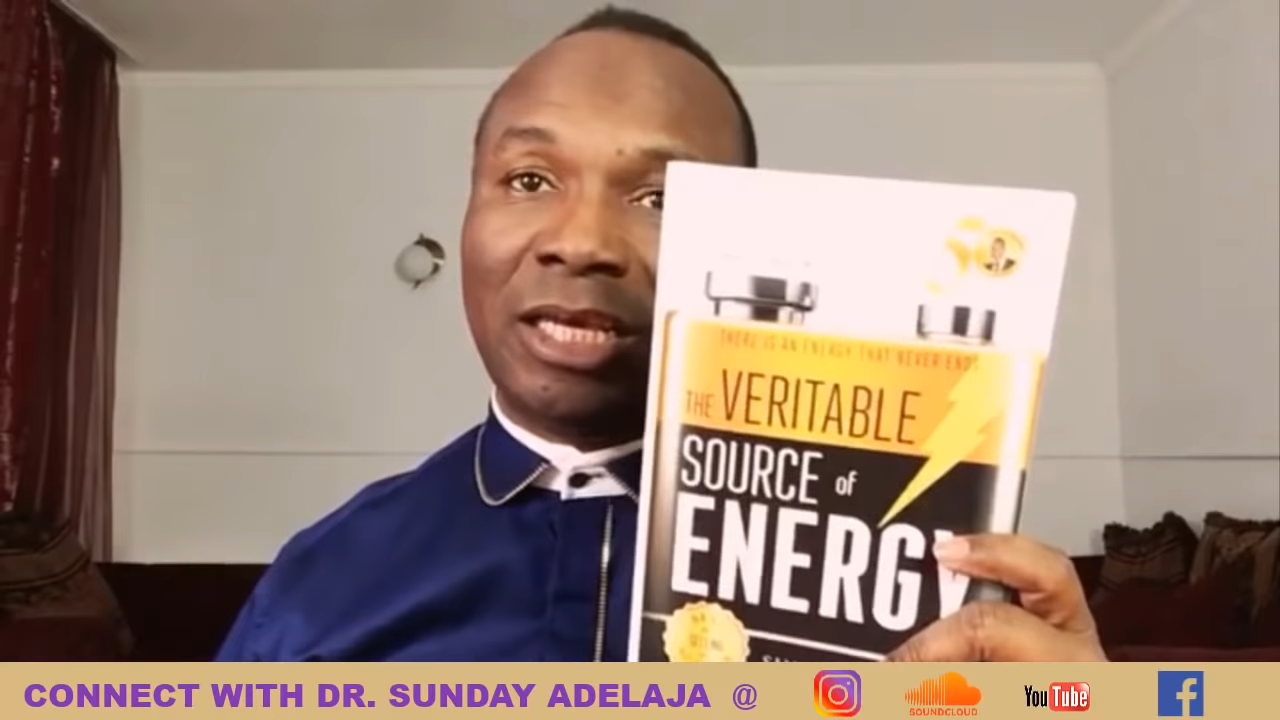 THERE IS AN ENERGY THAT NEVER ENDS
THE VERITABLE
SOURCE of
ENERGY
CONNECT WITH DR. SUNDAY ADELAJA @
SOUNDCLOUD
YouTube